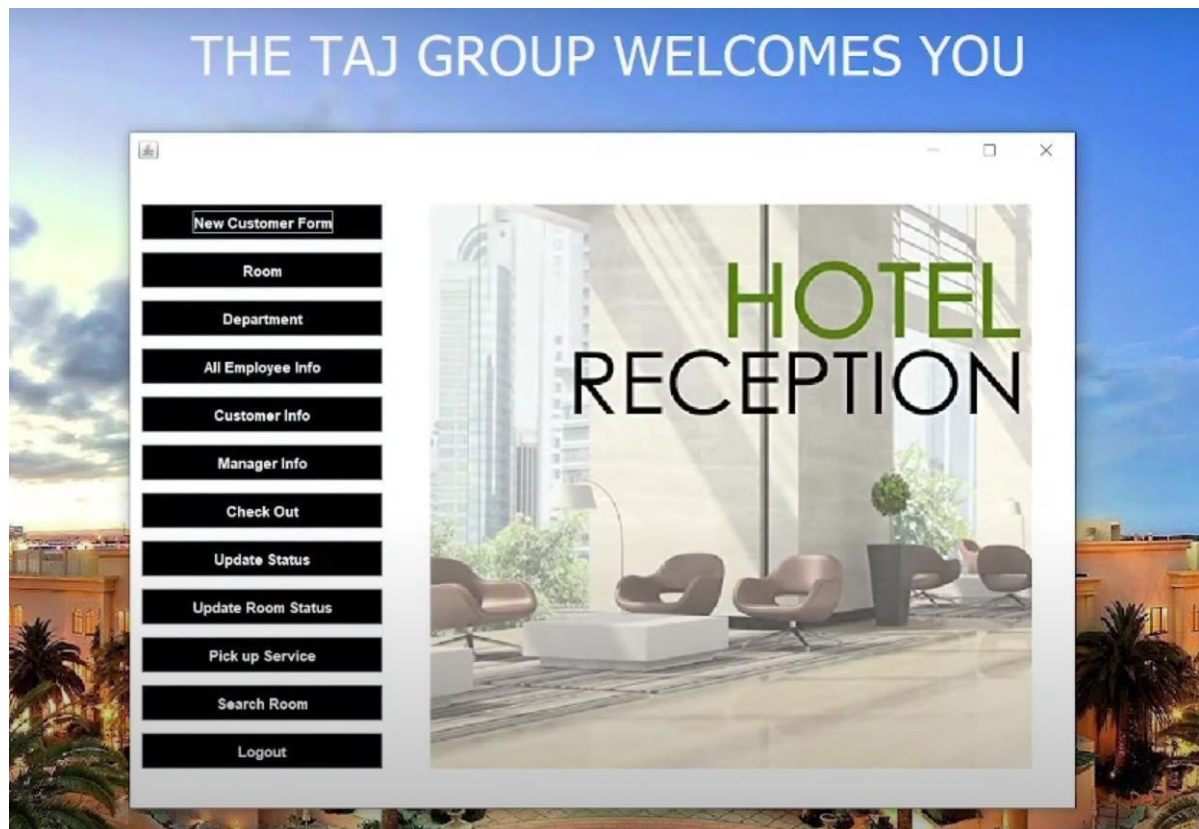 THE TAJ GROUP WELCOMES YOU
New Customer Form
Room
Department
All Employee Info
Customer Info
Manager Info
Check Out
Update Status
Update Room Status
Pick up Service
Search Room
Logout
HOTEL
RECEPTION